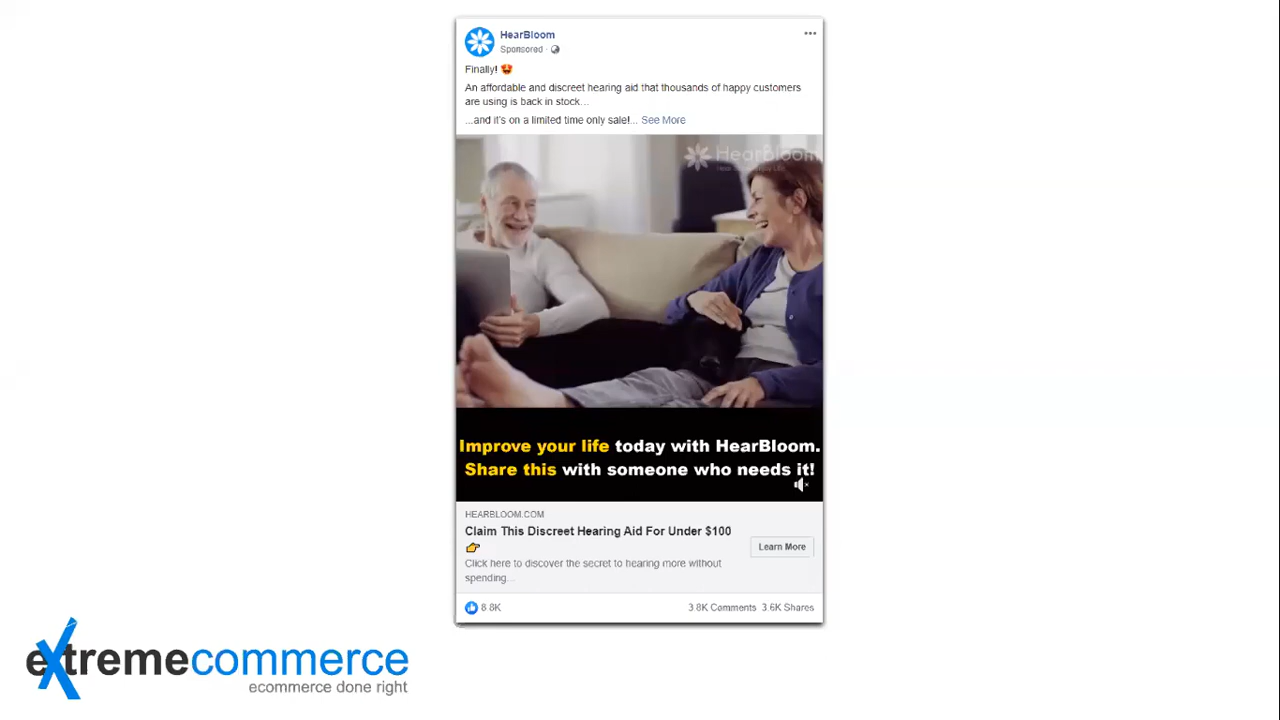 HearBloom
Sponsored ·
Finally! 😍
An affordable and discreet hearing aid that thousands of happy customers
are using is back in stock...
...and it's on a limited time only sale!... See More
HearBloom
Improve your life today with HearBloom.
Share this with someone who needs it!
HEARBLOOM.COM
Claim This Discreet Hearing Aid For Under $100
👉
Learn More
Click here to discover the secret to hearing more without
spending...
8.8K
3.8K Comments 3.6K Shares
extremecommerce
ecommerce done right